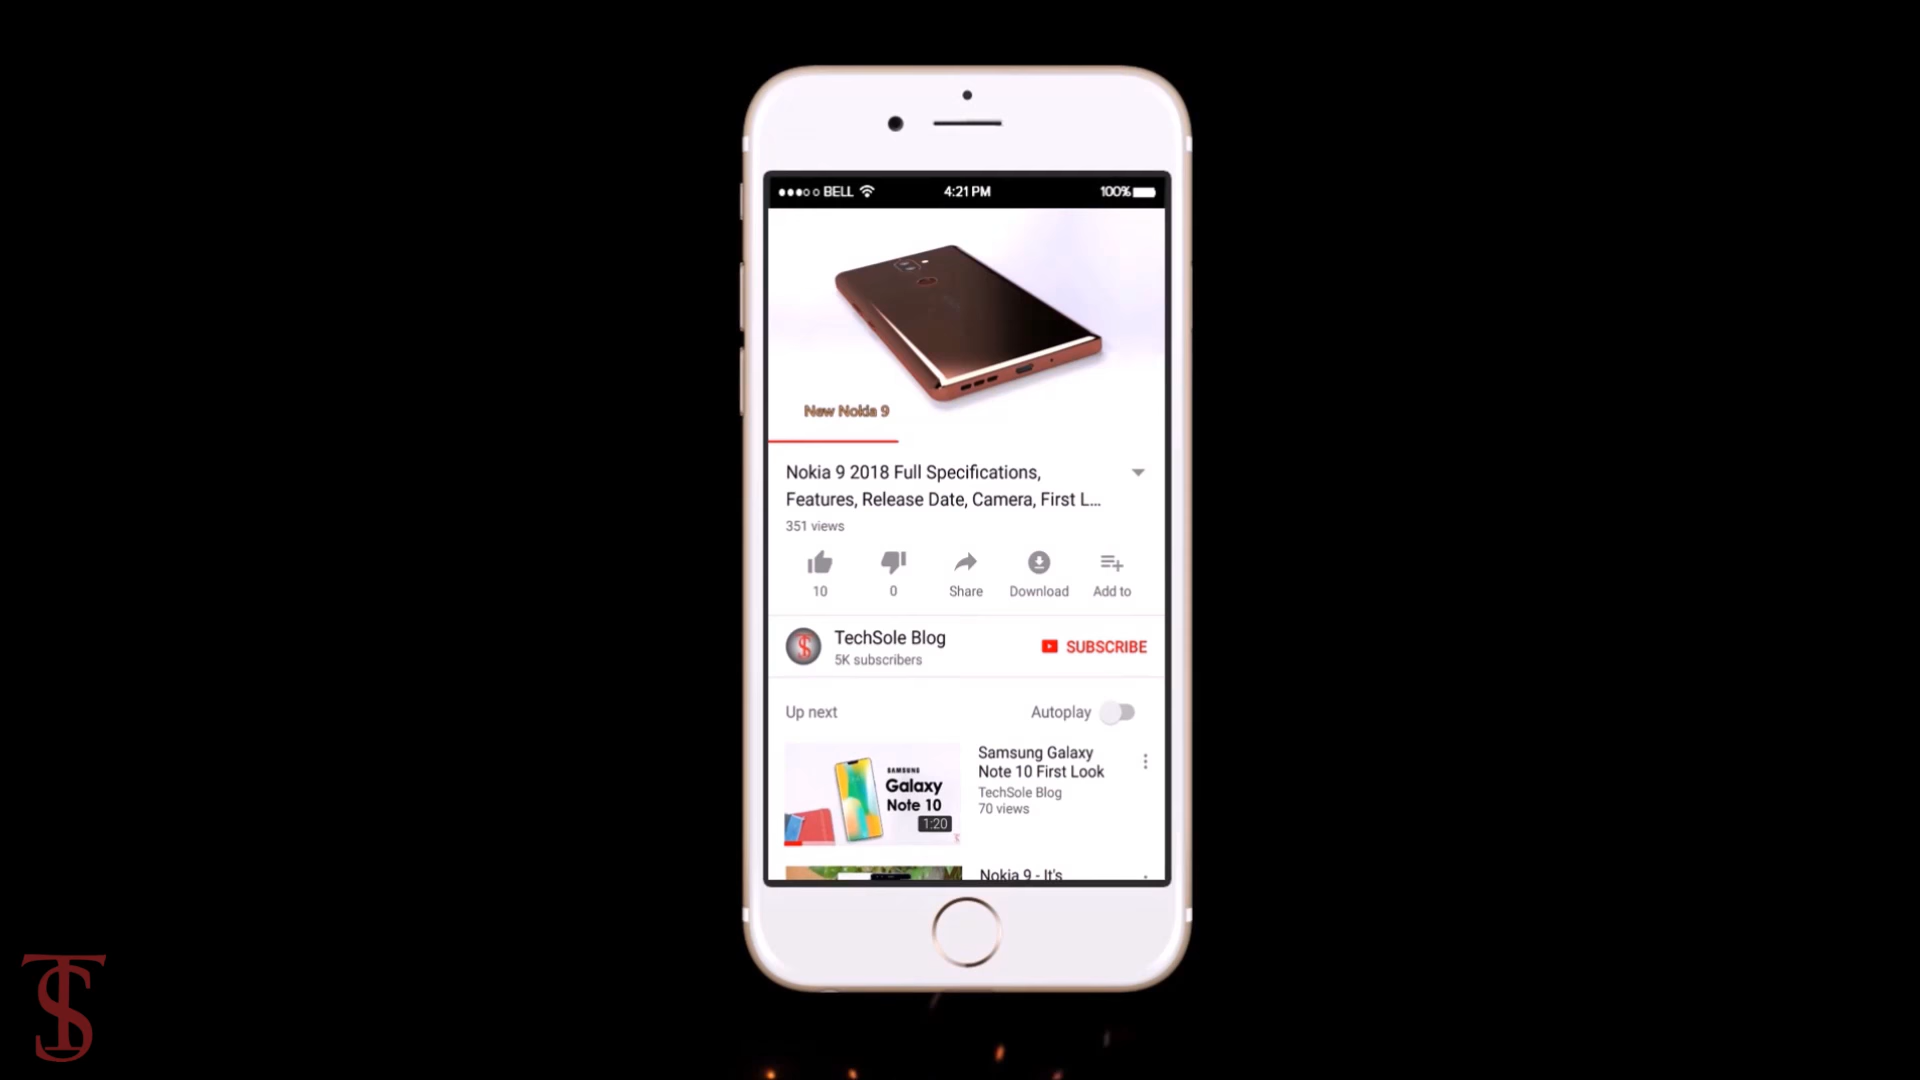 BELL
4:21 PM
100%
New Nokia 9
Nokia 9 2018 Full Specifications,
Features, Release Date, Camera, First L...
351 views
10
0
Share
Download
Add to
TechSole Blog
5K subscribers
SUBSCRIBE
Up next
Autoplay
SAMSUNG
Galaxy
Note 10
1:20
Samsung Galaxy
Note 10 First Look
TechSole Blog
70 views
Nokia 9 - It's
TS